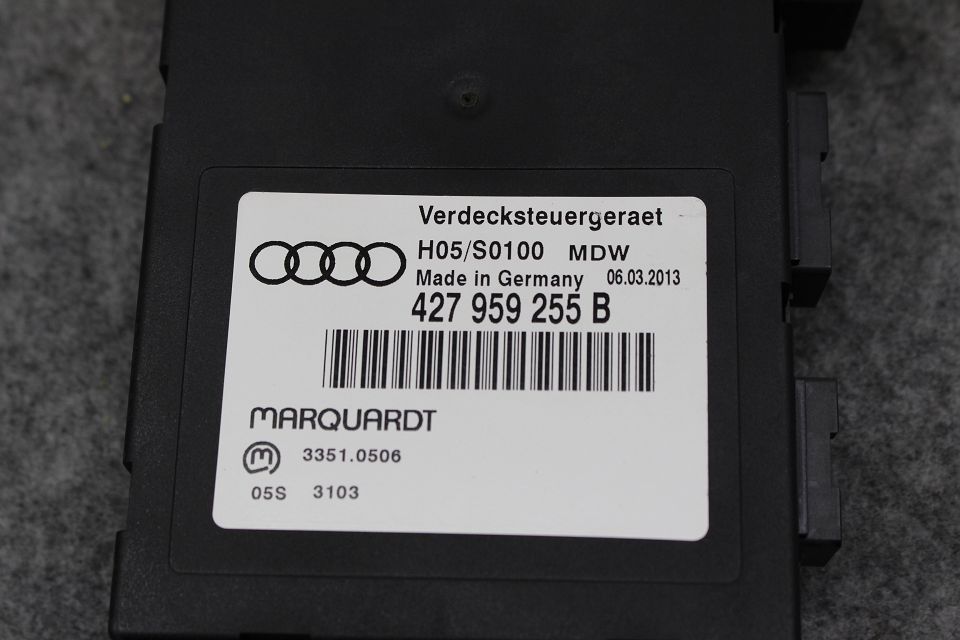 Verdecksteuergeraet
H05/S0100 MDW
Made in Germany 06.03.2013
427 959 255 B
MARQUARDT
m 3351.0506
05S 3103